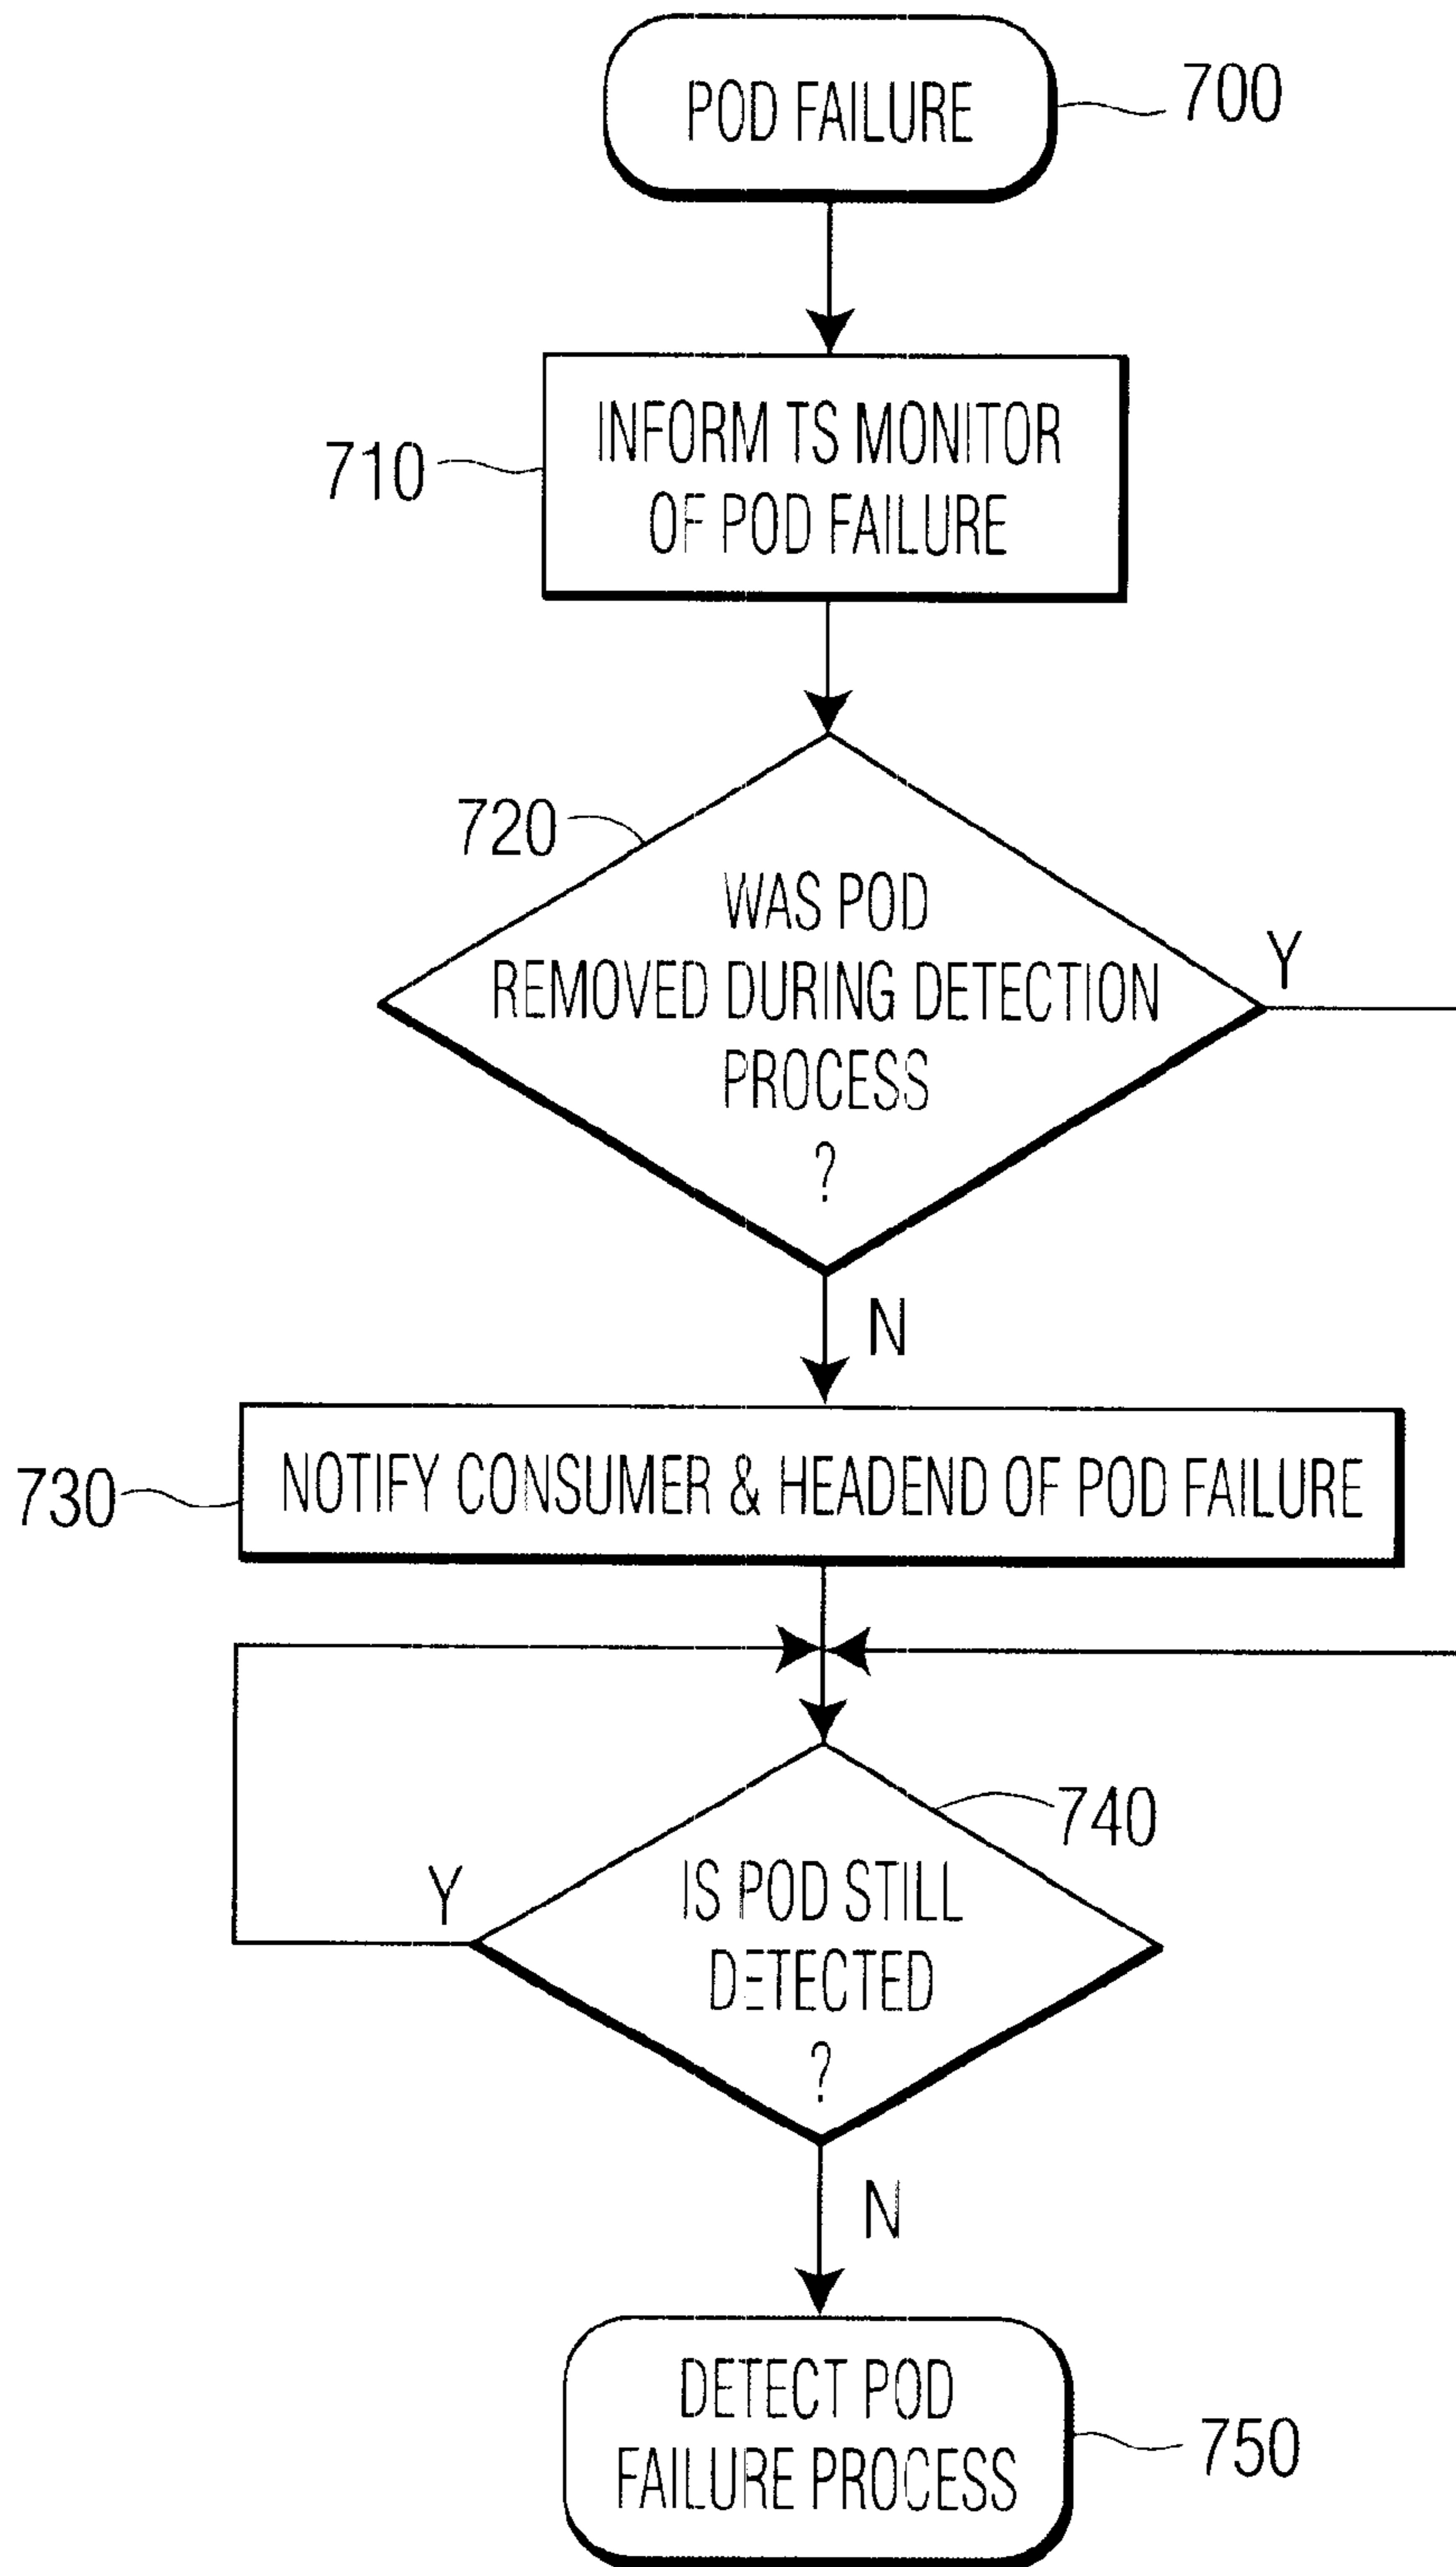 POD FAILURE
700
INFORM TS MONITOR
OF POD FAILURE
710
720
WAS POD
REMOVED DURING DETECTION
PROCESS
?
Y
N
730
NOTIFY CONSUMER & HEADEND OF POD FAILURE
740
IS POD STILL
DETECTED
?
Y
N
DETECT POD
FAILURE PROCESS
750